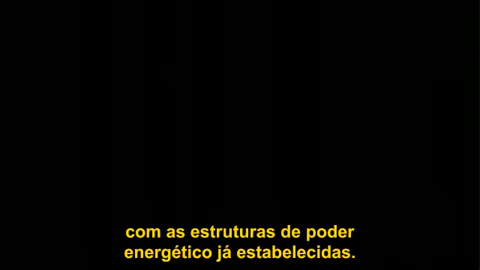 com as estruturas de poder
energético já estabelecidas.